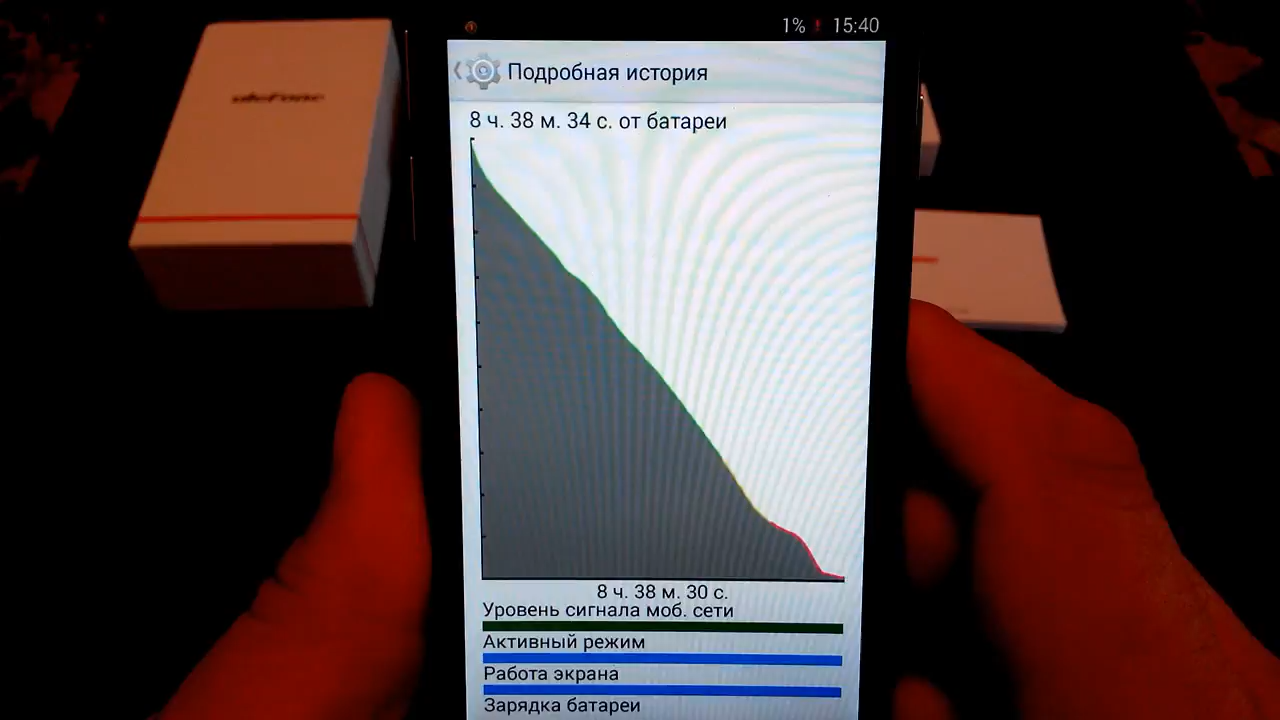 1% 15:40
Подробная история
8 ч. 38 м. 34 с. от батареи
8 ч. 38 м. 30 с.
Уровень сигнала моб. сети
Активный режим
Работа экрана
Зарядка батареи
ulefone